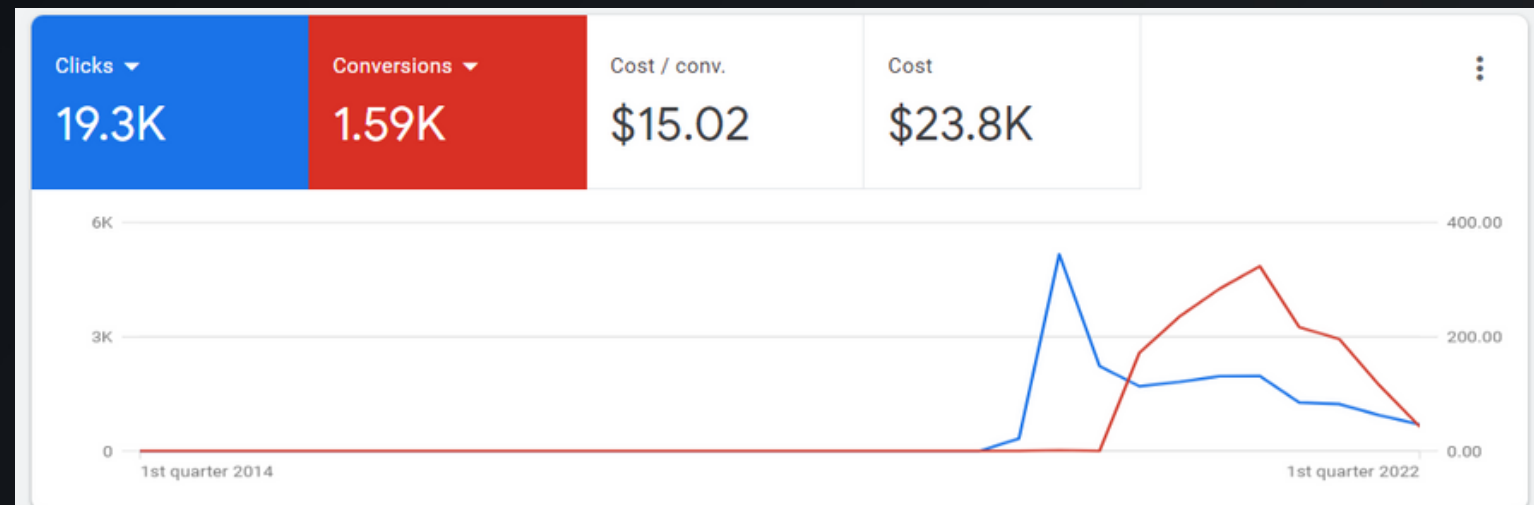 Clicks
Conversions
Cost / conv.
Cost
19.3K
1.59K
$15.02
$23.8K
6K
400.00
3K
200.00
0
0.00
1st quarter 2014
1st quarter 2022